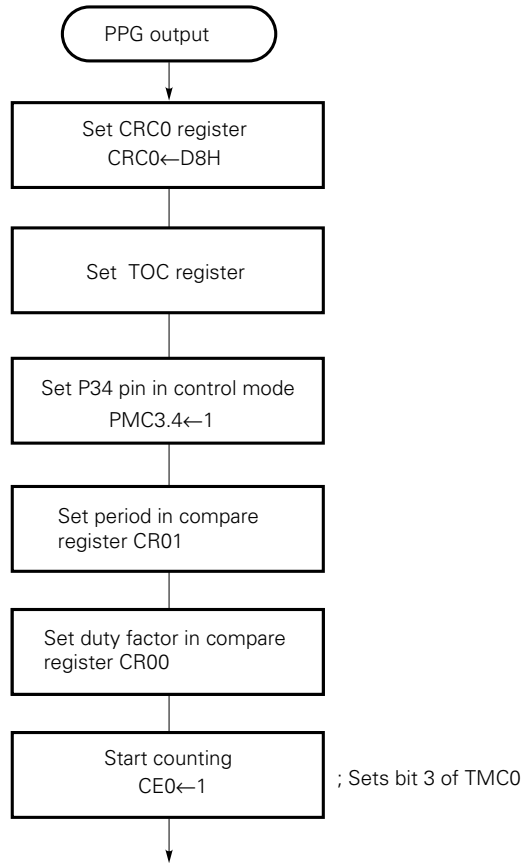 PPG output
Set CRC0 register
CRC0←D8H
Set TOC register
Set P34 pin in control mode
PMC3.4←1
Set period in compare
register CR01
Set duty factor in compare
register CR00
Start counting
CE0←1
; Sets bit 3 of TMC0